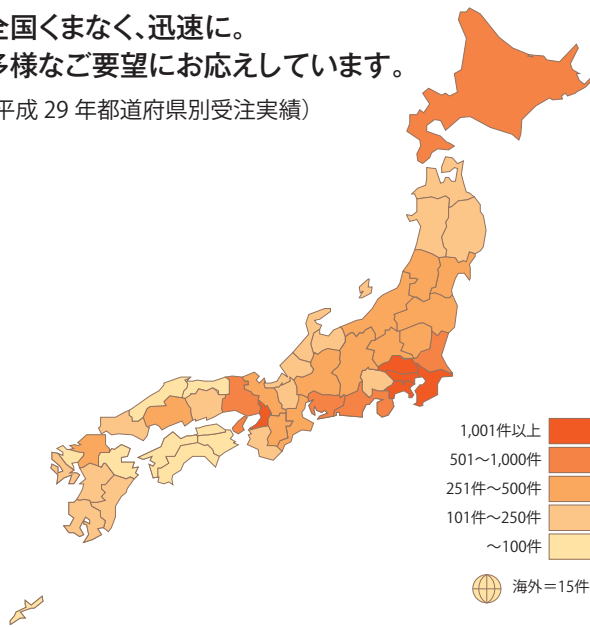 全国くまなく、迅速に。
多様なご要望にお応えしています。
平成 29 年都道府県別受注実績）
1,001件以上
501〜1,000件
251件〜500件
101件〜250件
〜100件
海外＝15件